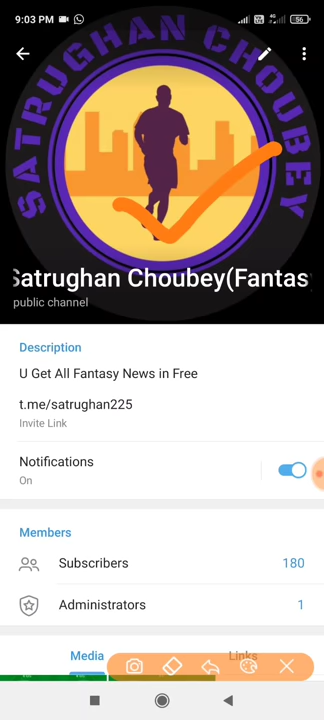 9:03 PM
4G
56
SATRUGHAN CHOUBEY
Satrughan Choubey(Fantas
public channel
Description
U Get All Fantasy News in Free
t.me/satrughan225
Invite Link
Notifications
On
Members
Subscribers 180
Administrators 1
Media Links